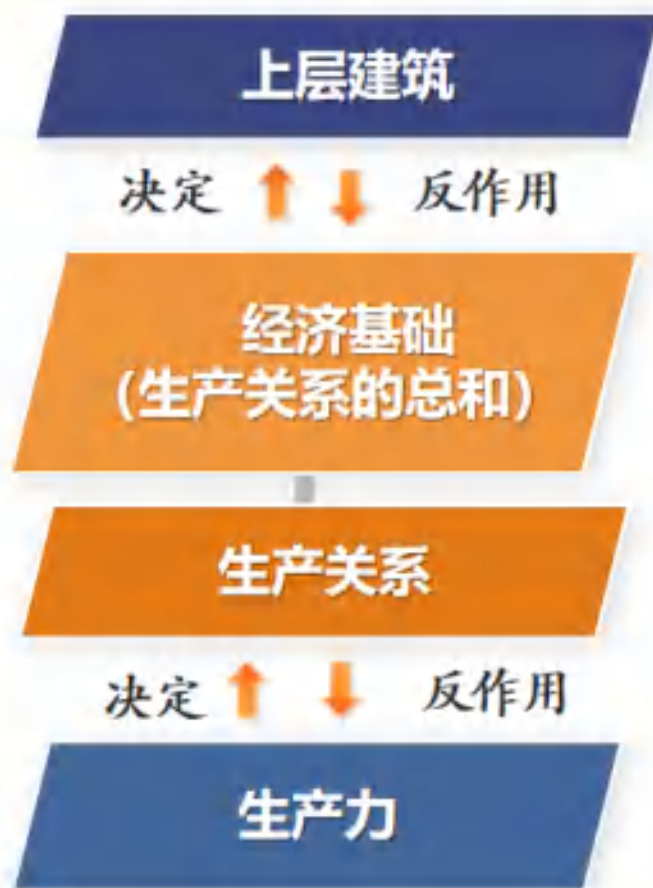 上层建筑
决定 反作用
经济基础
(生产关系的总和)
生产关系
决定 反作用
生产力